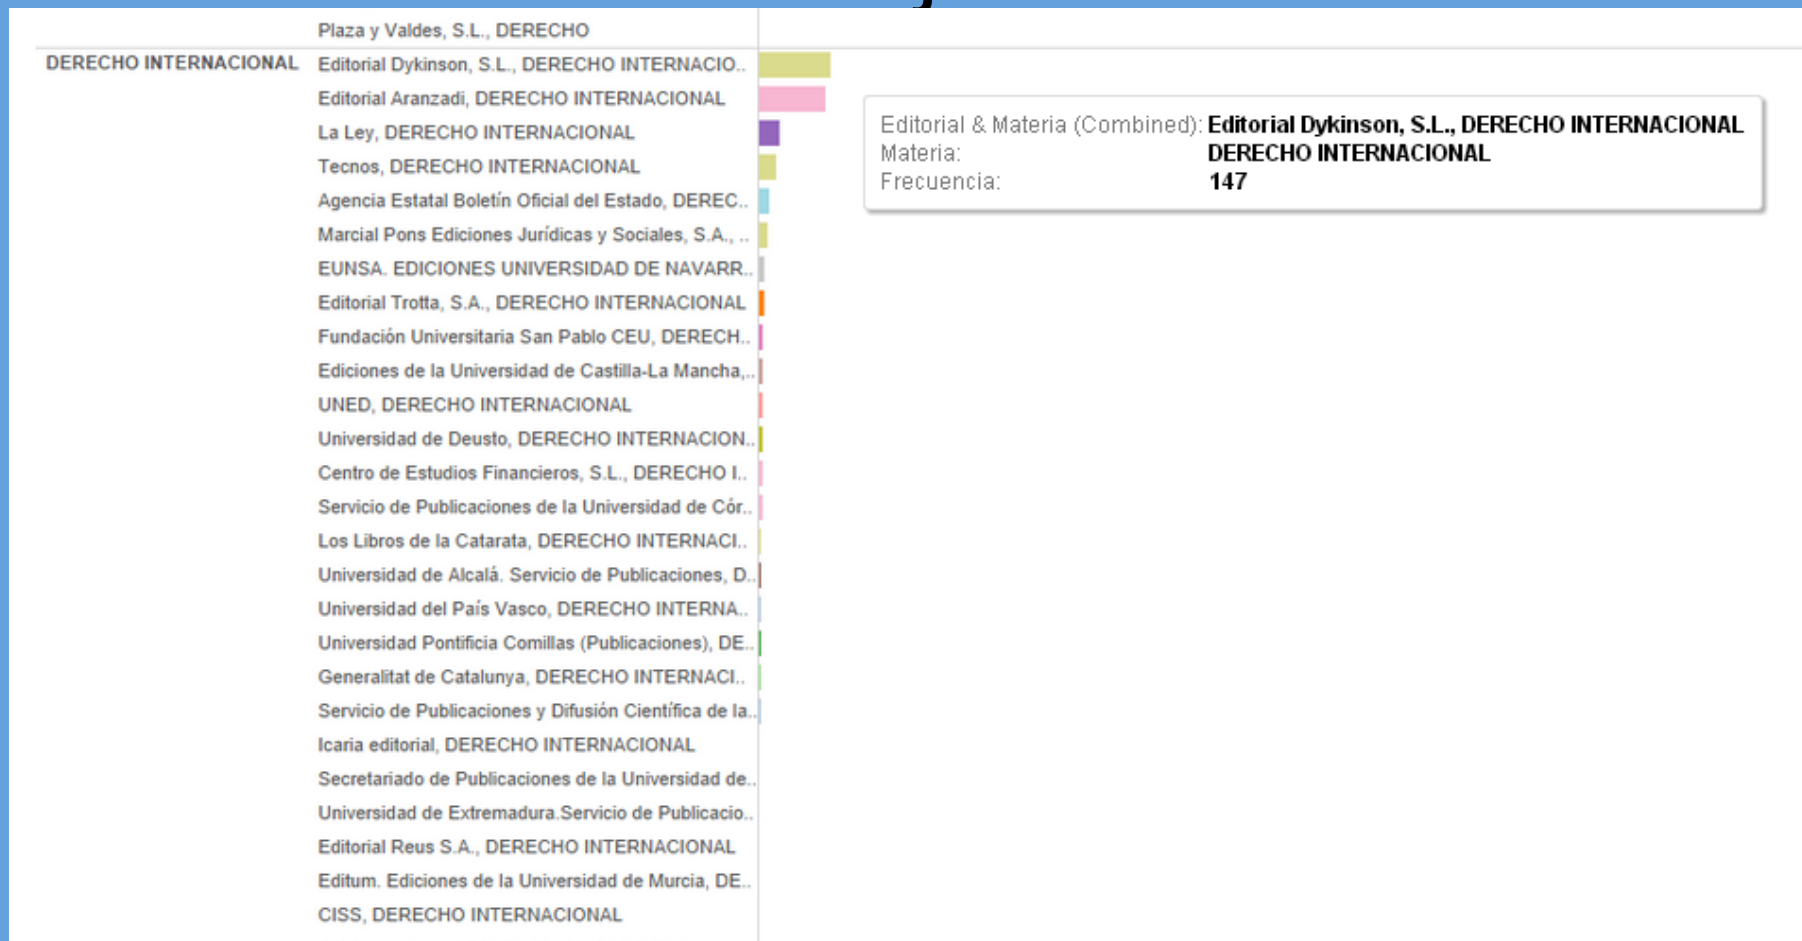 Plaza y Valdes, S.L., DERECHO
DERECHO INTERNACIONAL Editorial Dykinson, S.L., DERECHO INTERNACIO..
Editorial Aranzadi, DERECHO INTERNACIONAL
La Ley, DERECHO INTERNACIONAL
Tecnos, DERECHO INTERNACIONAL
Agencia Estatal Boletín Oficial del Estado, DEREC..
Marcial Pons Ediciones Jurídicas y Sociales, S.A., ..
EUNSA. EDICIONES UNIVERSIDAD DE NAVARR..
Editorial Trotta, S.A., DERECHO INTERNACIONAL
Fundación Universitaria San Pablo CEU, DERECH..
Ediciones de la Universidad de Castilla-La Mancha,..
UNED, DERECHO INTERNACIONAL
Universidad de Deusto, DERECHO INTERNACION..
Centro de Estudios Financieros, S.L., DERECHO I..
Servicio de Publicaciones de la Universidad de Cór..
Los Libros de la Catarata, DERECHO INTERNACI..
Universidad de Alcalá. Servicio de Publicaciones, D..
Universidad del País Vasco, DERECHO INTERNA..
Universidad Pontificia Comillas (Publicaciones), DE..
Generalitat de Catalunya, DERECHO INTERNACI..
Servicio de Publicaciones y Difusión Científica de la..
Icaria editorial, DERECHO INTERNACIONAL
Secretariado de Publicaciones de la Universidad de..
Universidad de Extremadura.Servicio de Publicacio..
Editorial Reus S.A., DERECHO INTERNACIONAL
Editum. Ediciones de la Universidad de Murcia, DE..
CISS, DERECHO INTERNACIONAL
Editorial & Materia (Combined): Editorial Dykinson, S.L., DERECHO INTERNACIONAL
Materia: DERECHO INTERNACIONAL
Frecuencia: 147